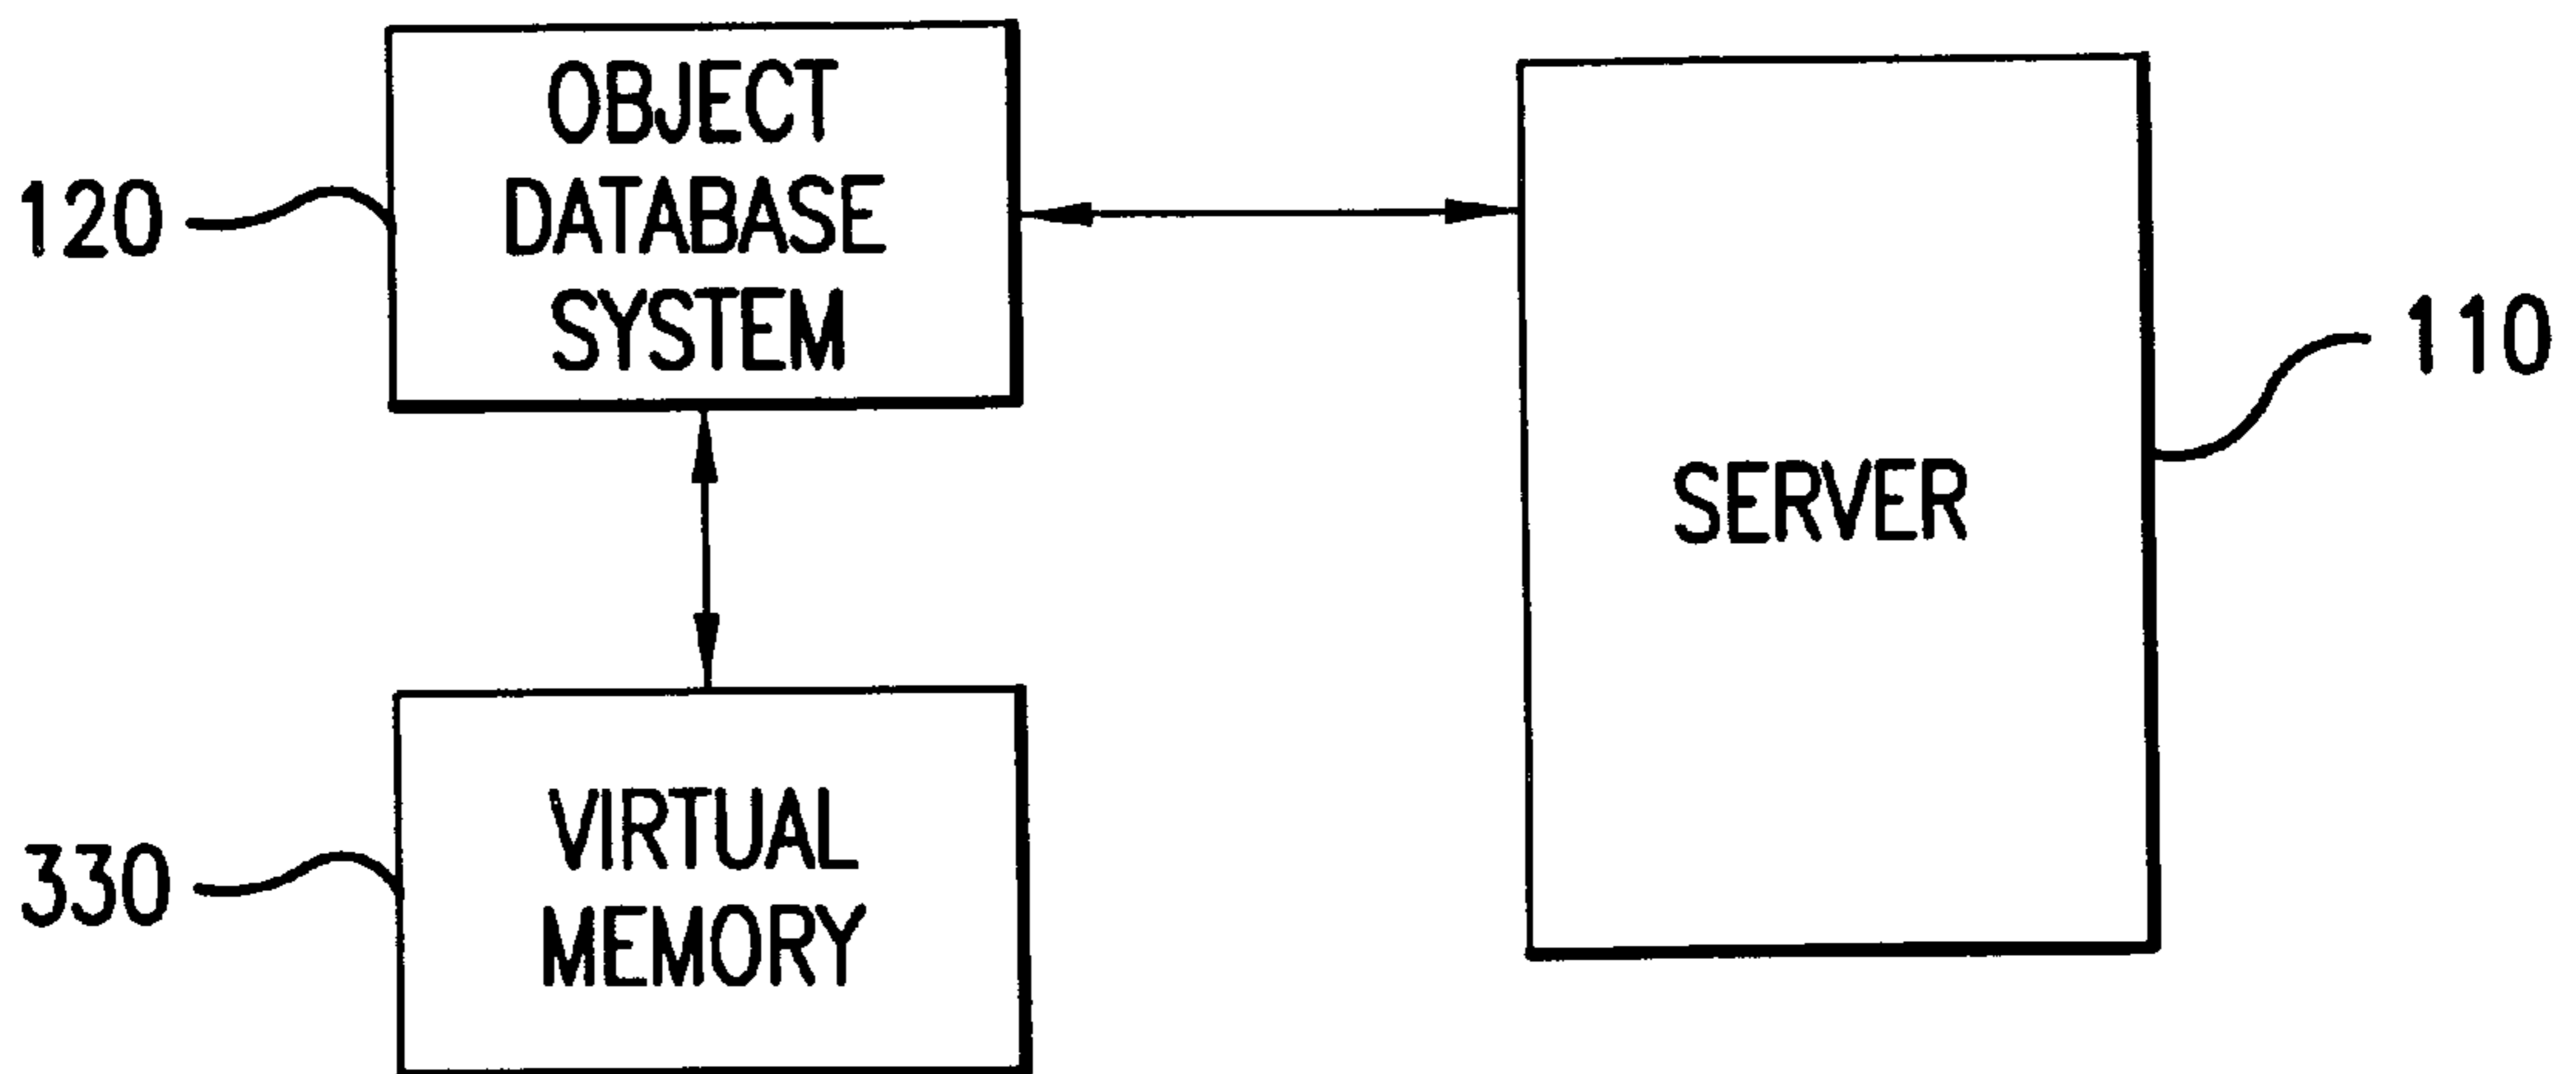 OBJECT
DATABASE
SYSTEM
120
SERVER
110
VIRTUAL
MEMORY
330